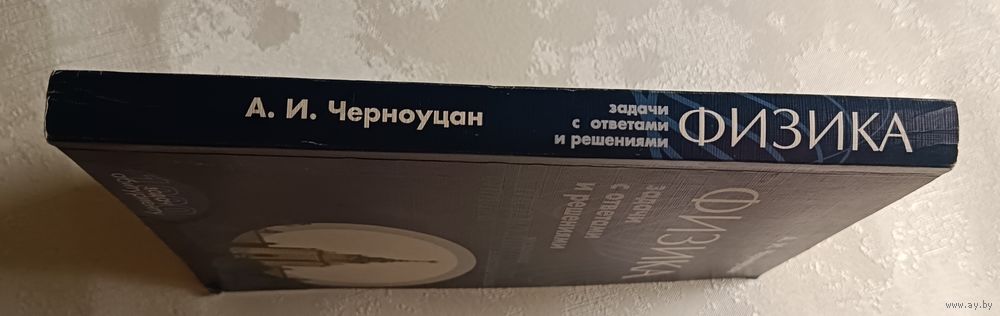 А. И. Черноуцан
задачи
с ответами
и решениями
ФИЗИКА
задачи
с ответами
и решениями
ФИЗИКА
www.ay.by